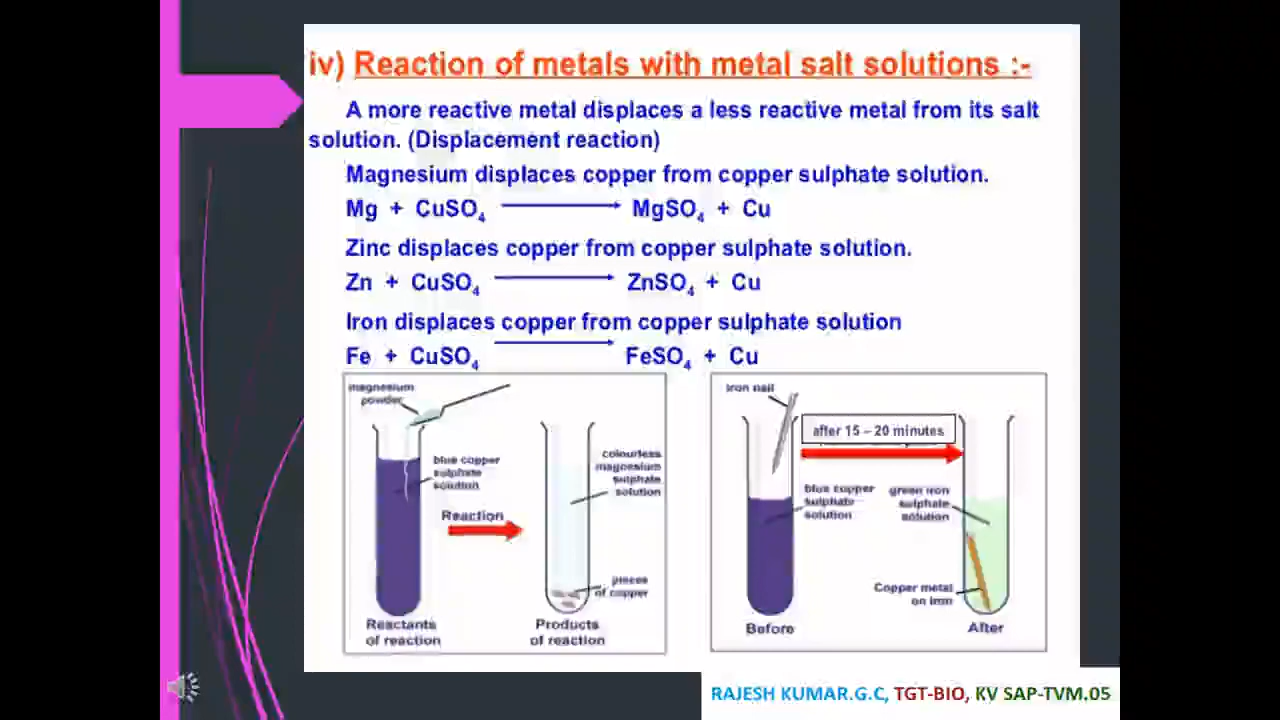 iv) Reaction of metals with metal salt solutions :-
A more reactive metal displaces a less reactive metal from its salt
solution. (Displacement reaction)
Magnesium displaces copper from copper sulphate solution.
Mg + CuSO₄ ⟶ MgSO₄ + Cu
Zinc displaces copper from copper sulphate solution.
Zn + CuSO₄ ⟶ ZnSO₄ + Cu
Iron displaces copper from copper sulphate solution
Fe + CuSO₄ ⟶ FeSO₄ + Cu
magnesium
powder
blue copper
sulphate
solution
Reaction
colourless
magnesium
sulphate
solution
pieces
of copper
Reactants
of reaction
Products
of reaction
iron nail
after 15 – 20 minutes
blue copper
sulphate
solution
green iron
sulphate
solution
Copper metal
on iron
Before
After
RAJESH KUMAR.G.C, TGT-BIO, KV SAP-TVM.05